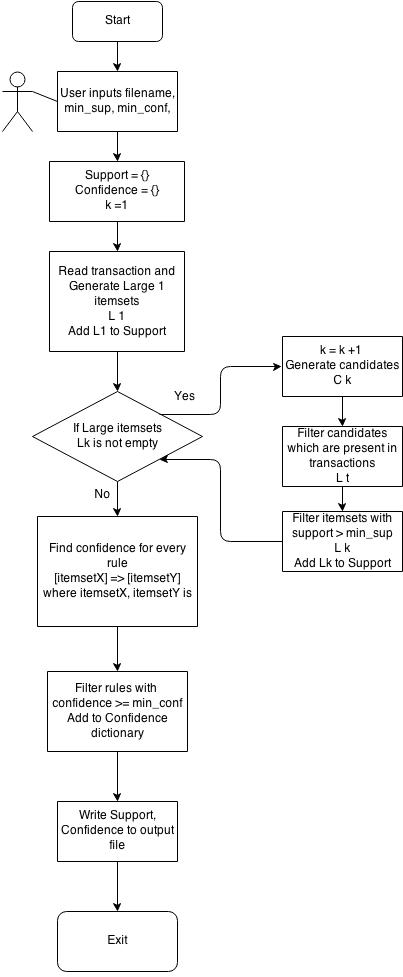 Start
User inputs filename,
min_sup, min_conf,
Support = {}
Confidence = {}
k =1
Read transaction and
Generate Large 1
itemsets
L 1
Add L1 to Support
If Large itemsets
Lk is not empty
Yes
k = k +1
Generate candidates
C k
Filter candidates
which are present in
transactions
L t
Filter itemsets with
support > min_sup
L k
Add Lk to Support
No
Find confidence for every
rule
[itemsetX] => [itemsetY]
where itemsetX, itemsetY is
Filter rules with
confidence >= min_conf
Add to Confidence
dictionary
Write Support,
Confidence to output
file
Exit